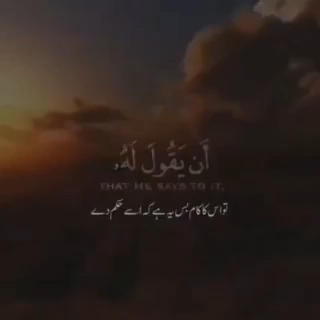 أَن يَقُولَ لَهُۥ
THAT HE SAYS TO IT,
تو اس کا کام بس یہ ہے کہ اسے حکم دے